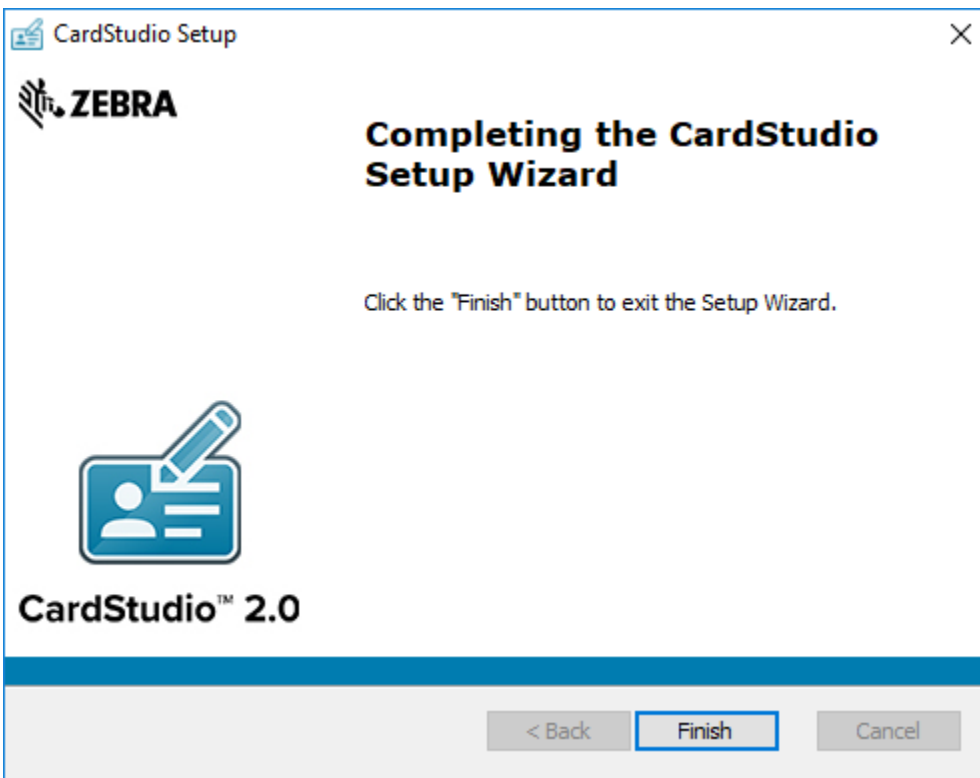 CardStudio Setup
ZEBRA
Completing the CardStudio
Setup Wizard
Click the "Finish" button to exit the Setup Wizard.
CardStudio™ 2.0
< Back
Finish
Cancel